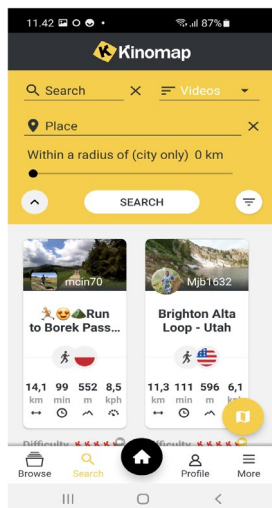 11.42 87%
Kinomap
Search Videos
Place
Within a radius of (city only) 0 km
SEARCH
mcin70 Mjb1632
Run Brighton Alta
to Borek Pass... Loop - Utah
14,1 99 552 8,5 11,3 111 596 6,1
km min m kph km min m kph
Difficulty Difficulty
Browse Search Profile More